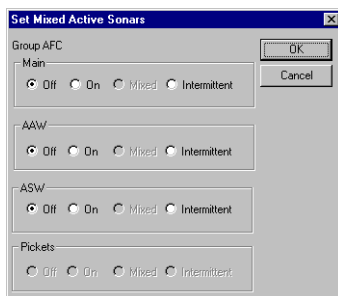 Set Mixed Active Sonars
Group AFC
OK
Cancel
Main
Off On Mixed Intermittent
AAW
Off On Mixed Intermittent
ASW
Off On Mixed Intermittent
Pickets
Off On Mixed Intermittent